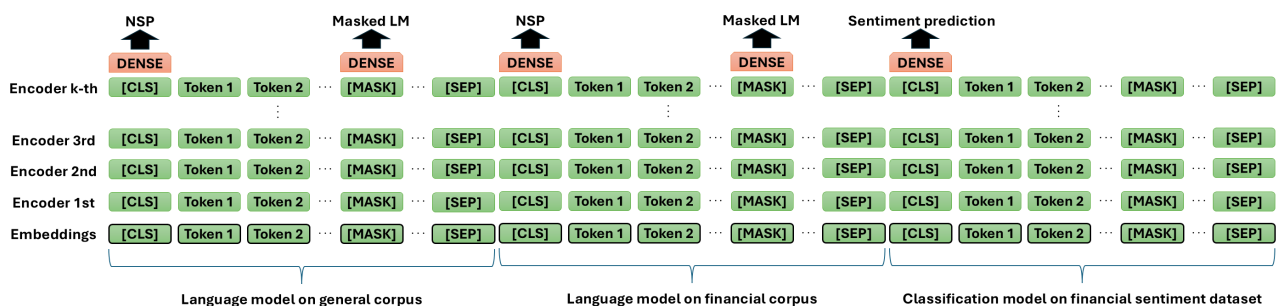 NSP Masked LM NSP Masked LM Sentiment prediction
DENSE DENSE DENSE DENSE DENSE
Encoder k-th [CLS] Token 1 Token 2 ... [MASK] ... [SEP] [CLS] Token 1 Token 2 ... [MASK] ... [SEP] [CLS] Token 1 Token 2 ... [MASK] ... [SEP]
Encoder 3rd [CLS] Token 1 Token 2 ... [MASK] ... [SEP] [CLS] Token 1 Token 2 ... [MASK] ... [SEP] [CLS] Token 1 Token 2 ... [MASK] ... [SEP]
Encoder 2nd [CLS] Token 1 Token 2 ... [MASK] ... [SEP] [CLS] Token 1 Token 2 ... [MASK] ... [SEP] [CLS] Token 1 Token 2 ... [MASK] ... [SEP]
Encoder 1st [CLS] Token 1 Token 2 ... [MASK] ... [SEP] [CLS] Token 1 Token 2 ... [MASK] ... [SEP] [CLS] Token 1 Token 2 ... [MASK] ... [SEP]
Embeddings [CLS] Token 1 Token 2 ... [MASK] ... [SEP] [CLS] Token 1 Token 2 ... [MASK] ... [SEP] [CLS] Token 1 Token 2 ... [MASK] ... [SEP]
Language model on general corpus Language model on financial corpus Classification model on financial sentiment dataset